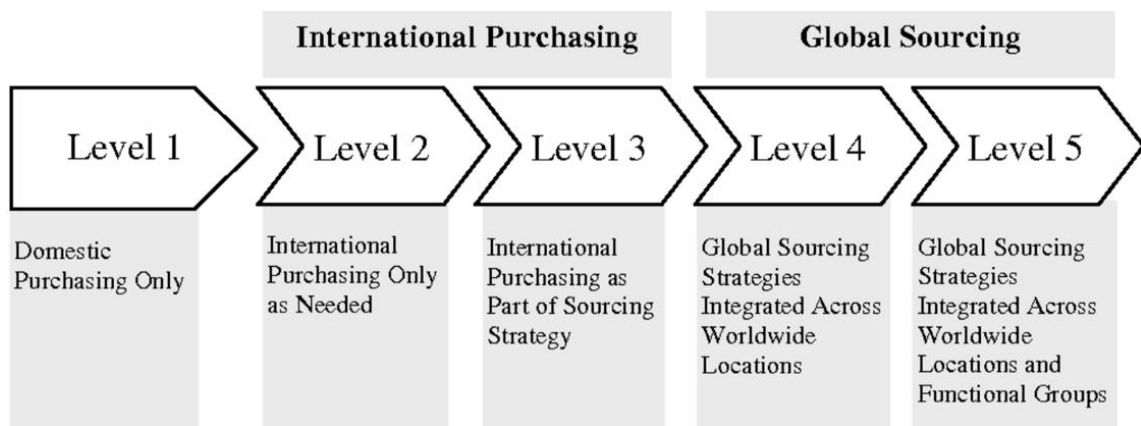 International Purchasing
Global Sourcing
Level 1
Level 2
Level 3
Level 4
Level 5
Domestic
Purchasing Only
International
Purchasing Only
as Needed
International
Purchasing as
Part of Sourcing
Strategy
Global Sourcing
Strategies
Integrated Across
Worldwide
Locations
Global Sourcing
Strategies
Integrated Across
Worldwide
Locations and
Functional Groups